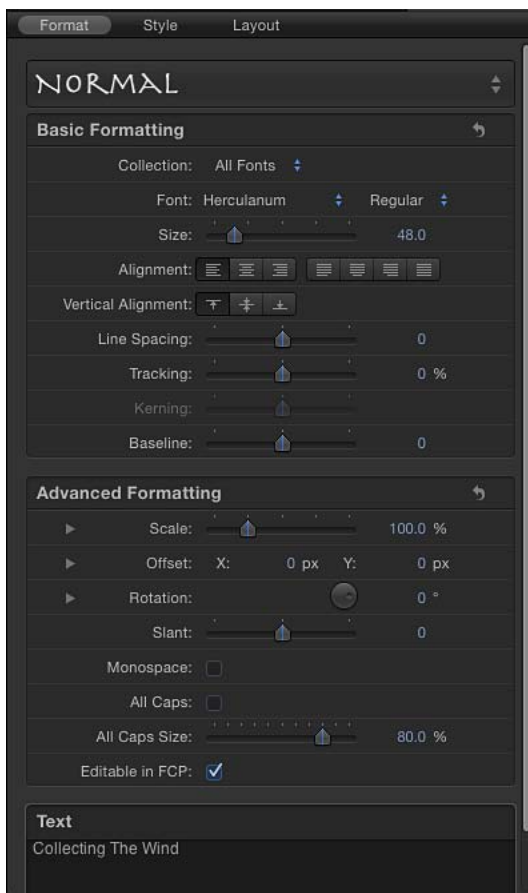 Format Style Layout
NORMAL
Basic Formatting
Collection: All Fonts
Font: Herculanum Regular
Size: 48.0
Alignment:
Vertical Alignment:
Line Spacing: 0
Tracking: 0 %
Kerning:
Baseline: 0
Advanced Formatting
Scale: 100.0 %
Offset: X: 0 px Y: 0 px
Rotation: 0 °
Slant: 0
Monospace:
All Caps:
All Caps Size: 80.0 %
Editable in FCP:
Text
Collecting The Wind